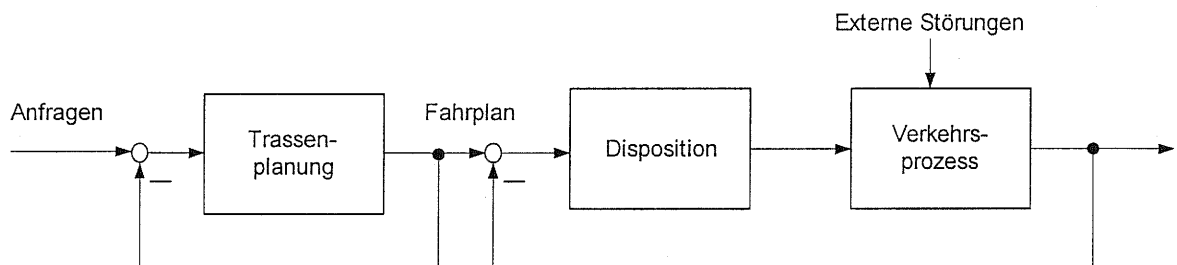 Externe Störungen
Anfragen
Trassen-
planung
Fahrplan
Disposition
Verkehrs-
prozess